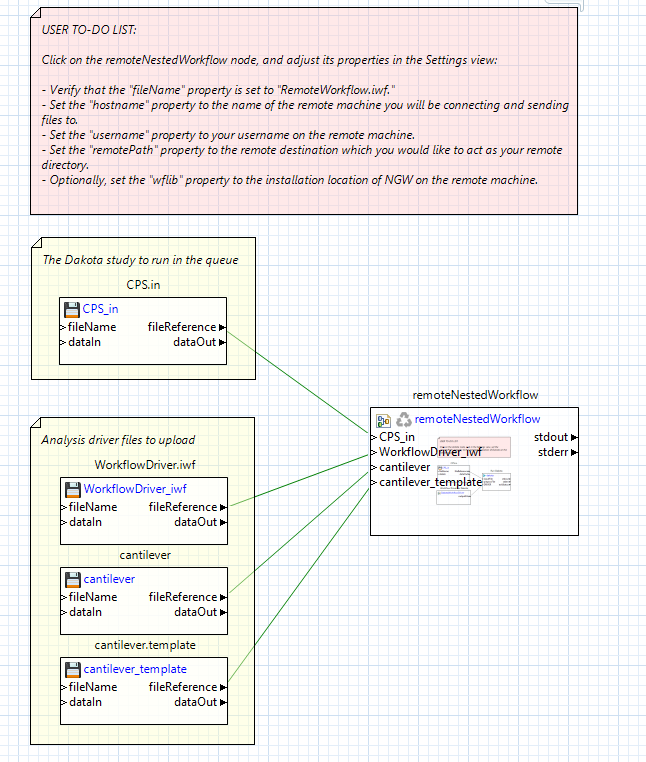 USER TO-DO LIST:
Click on the remoteNestedWorkflow node, and adjust its properties in the Settings view:
- Verify that the "fileName" property is set to "RemoteWorkflow.iwf."
- Set the "hostname" property to the name of the remote machine you will be connecting and sending
files to.
- Set the "username" property to your username on the remote machine.
- Set the "remotePath" property to the remote destination which you would like to act as your remote
directory.
- Optionally, set the "wflib" property to the installation location of NGW on the remote machine.
The Dakota study to run in the queue
CPS.in
CPS_in
>fileName fileReference
>dataIn dataOut
Analysis driver files to upload
WorkflowDriver.iwf
WorkflowDriver_iwf
>fileName fileReference
>dataIn dataOut
cantilever
cantilever
>fileName fileReference
>dataIn dataOut
cantilever.template
cantilever_template
>fileName fileReference
>dataIn dataOut
remoteNestedWorkflow
remoteNestedWorkflow
>CPS_in stdout
>WorkflowDriver_iwf stderr
>cantilever
>cantilever_template